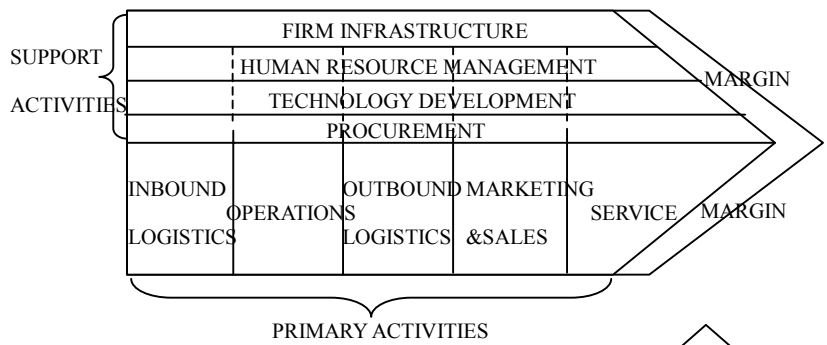 FIRM INFRASTRUCTURE
SUPPORT
ACTIVITIES
HUMAN RESOURCE MANAGEMENT
TECHNOLOGY DEVELOPMENT
PROCUREMENT
MARGIN
INBOUND
LOGISTICS
OPERATIONS
OUTBOUND
LOGISTICS
MARKETING
&SALES
SERVICE
MARGIN
PRIMARY ACTIVITIES